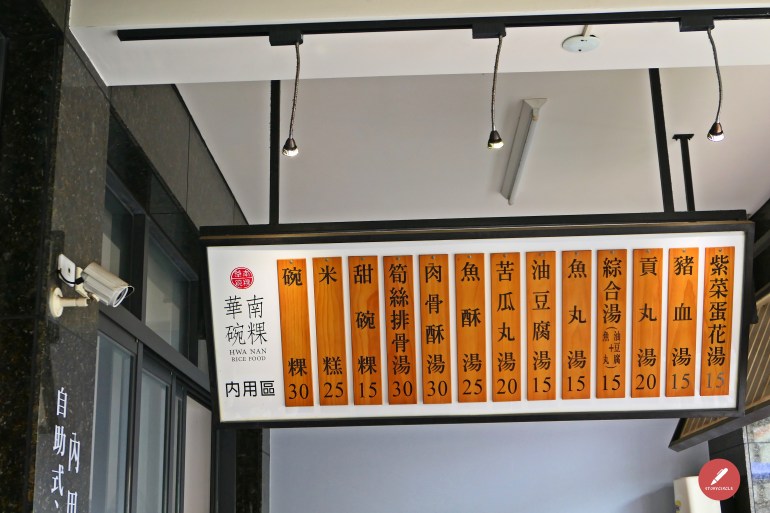 華南
碗粿
HWA NAN
RICE FOOD
內用區
碗粿30
米糕25
甜碗粿15
筍絲排骨湯30
肉骨酥湯30
魚酥湯25
苦瓜丸湯20
油豆腐湯15
魚丸湯15
綜合湯(油豆腐+魚丸)15
貢丸湯20
豬血湯15
紫菜蛋花湯15
內用
自助式